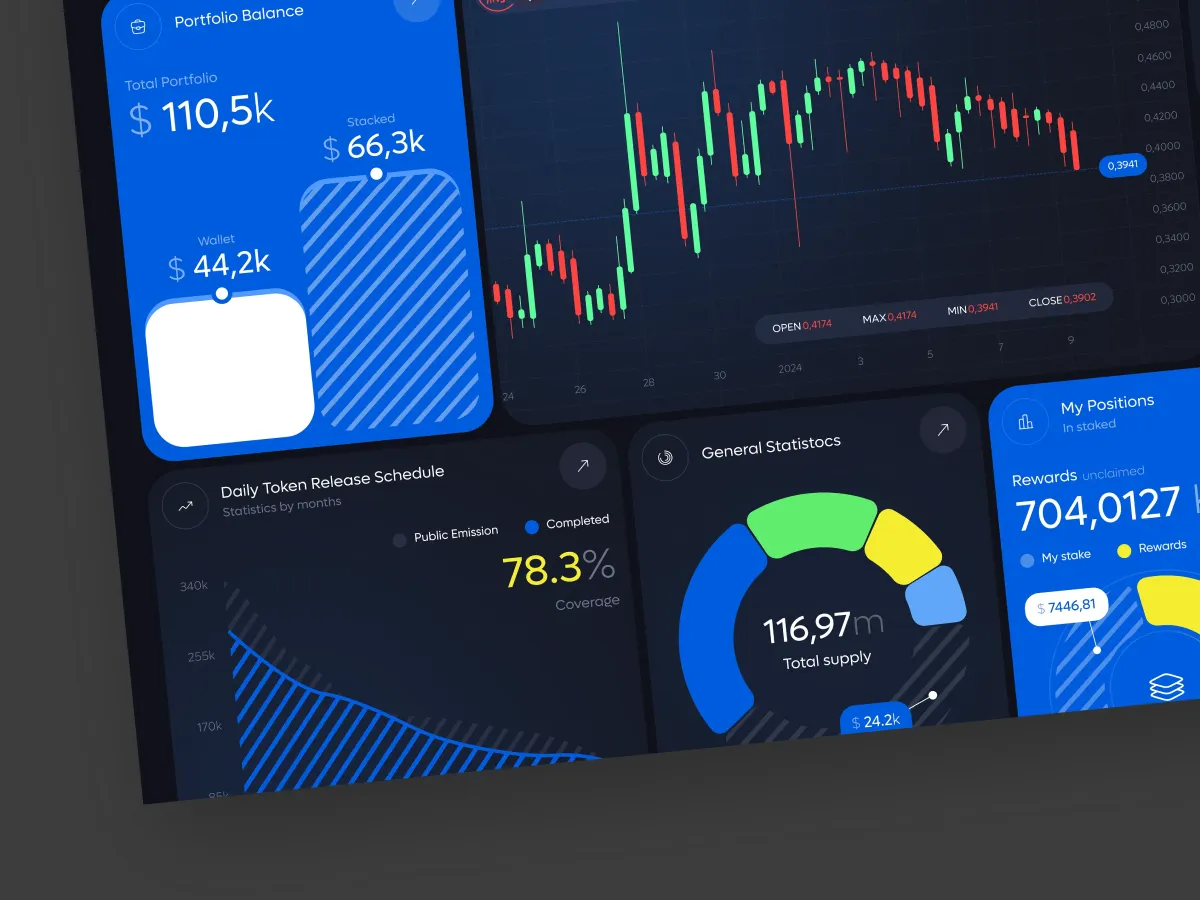 Portfolio Balance
Total Portfolio
$ 110,5k
Stacked
$ 66,3k
Wallet
$ 44,2k
0,4800
0,4600
0,4400
0,4200
0,4000
0,3941
0,3800
0,3600
0,3400
0,3200
0,3000
OPEN 0,4174 MAX 0,4174 MIN 0,3941 CLOSE 0,3902
24 26 28 30 2024 3 5 7 9
Daily Token Release Schedule
Statistics by months
Public Emission Completed
78.3%
Coverage
340k
255k
170k
85k
General Statistocs
116,97m
Total supply
$ 24.2k
My Positions
In staked
Rewards unclaimed
704,0127
My stake Rewards
$ 7446,81